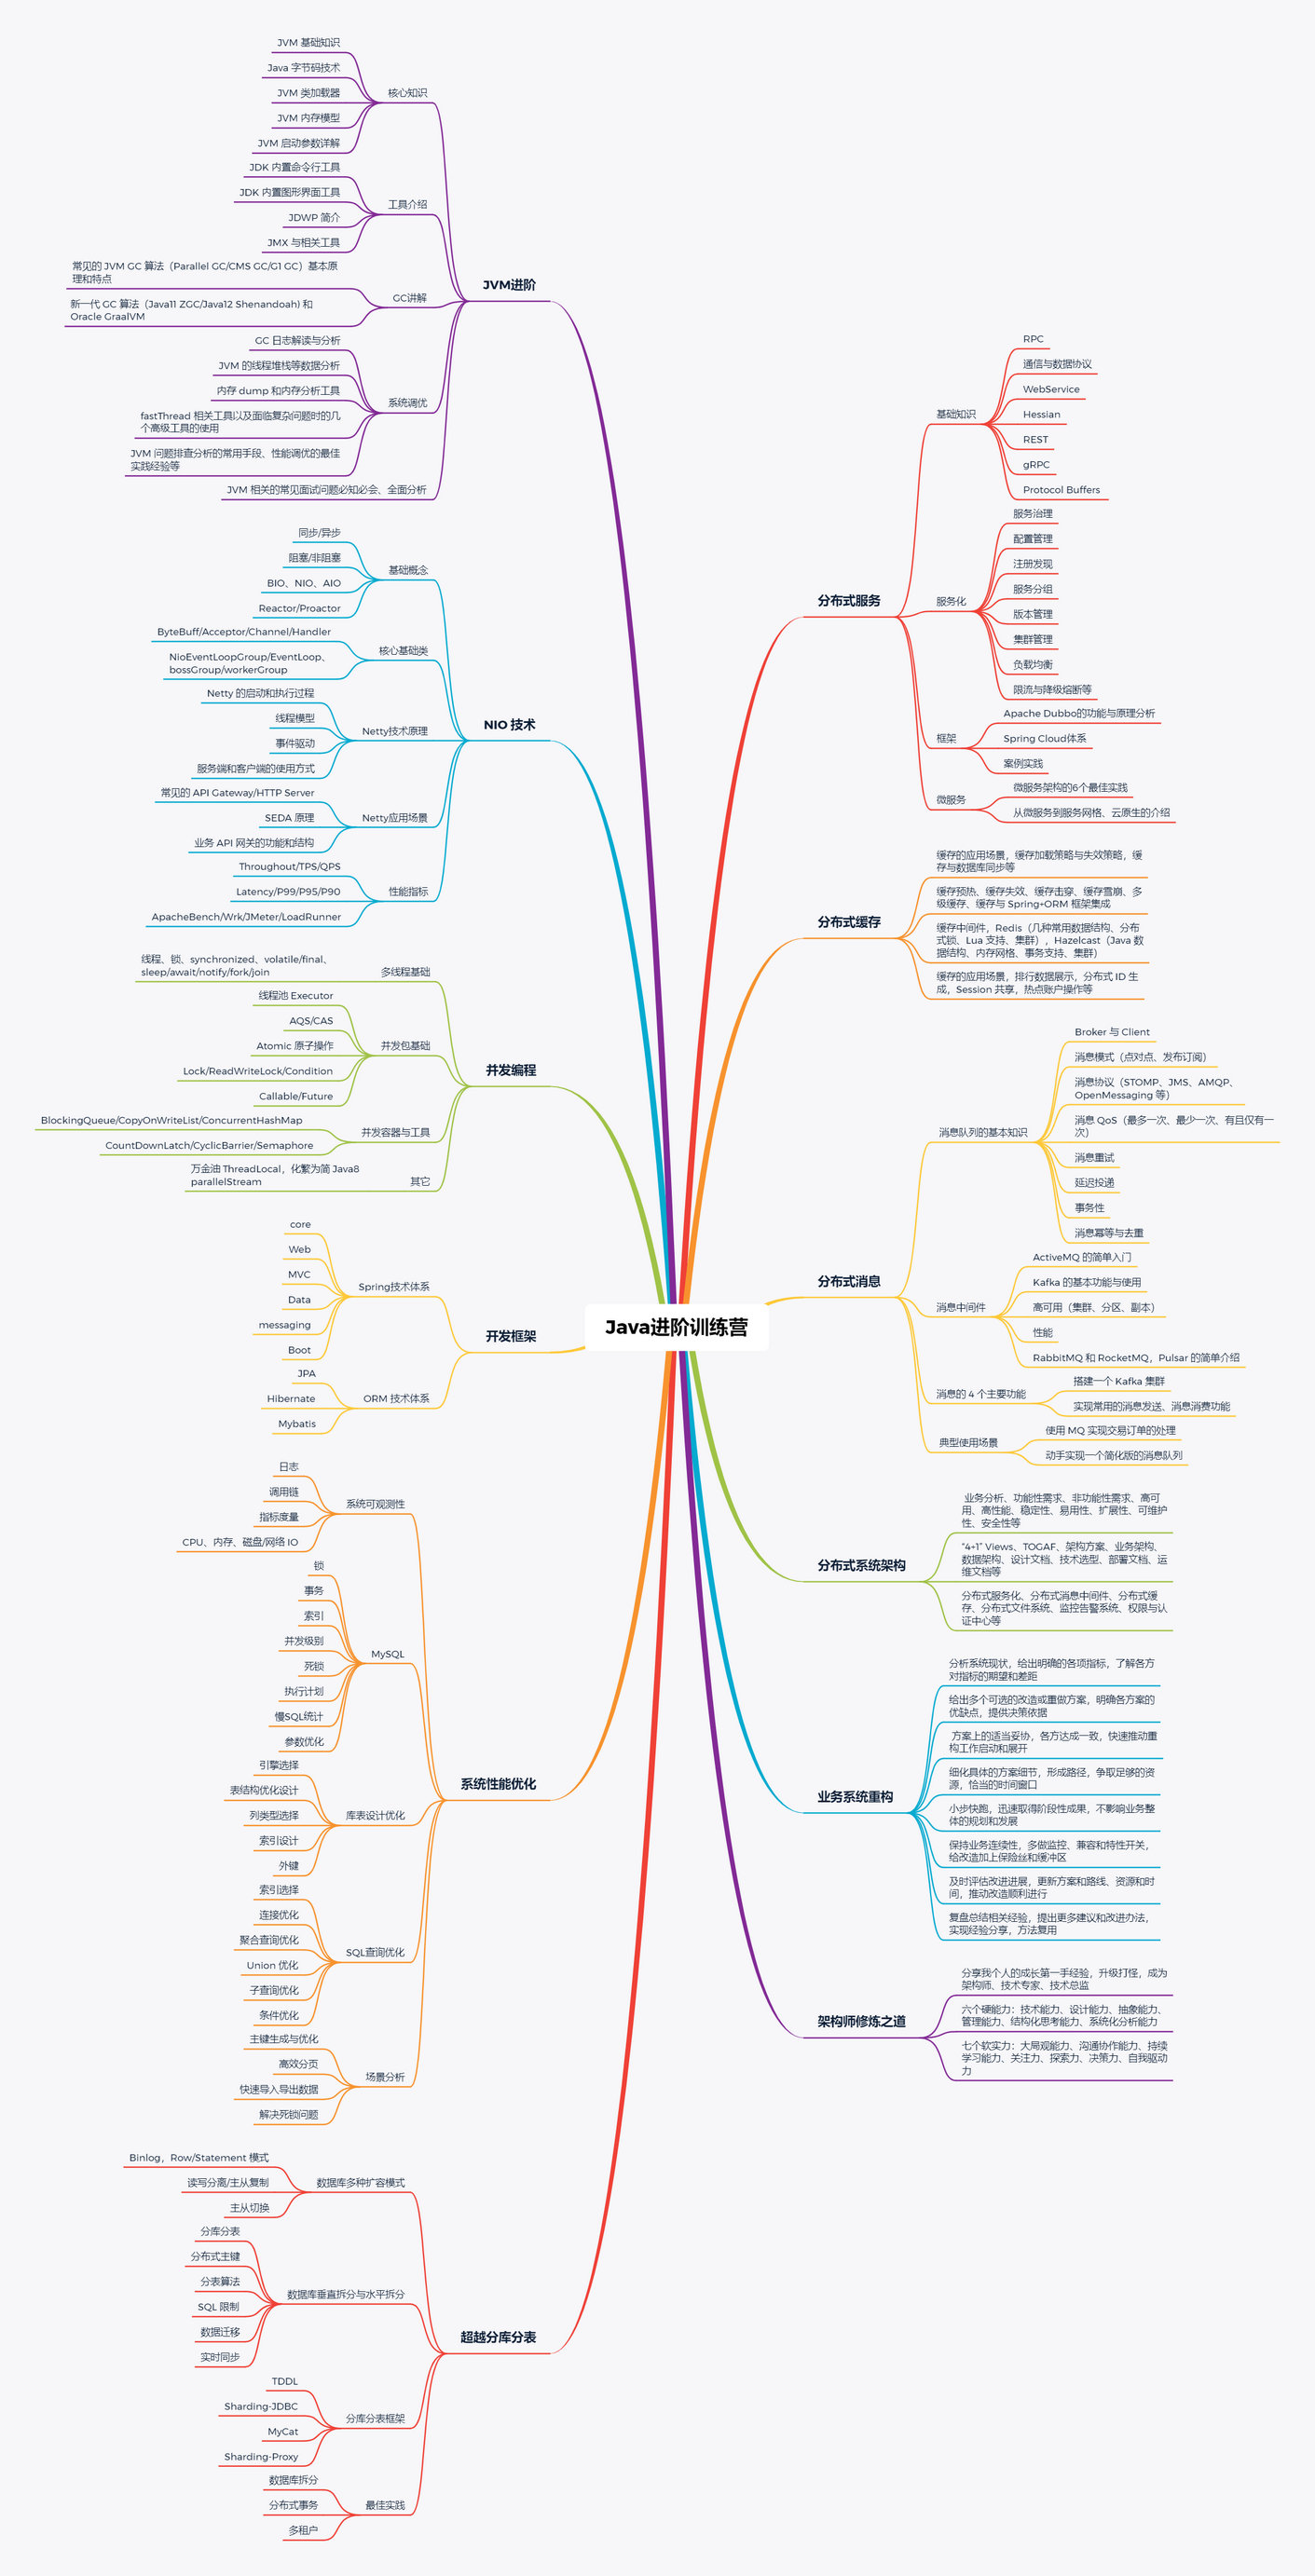 Java进阶训练营
JVM进阶
核心知识
JVM 基础知识
Java 字节码技术
JVM 类加载器
JVM 内存模型
JVM 启动参数详解
工具介绍
JDK 内置命令行工具
JDK 内置图形界面工具
JDWP 简介
JMX 与相关工具
GC讲解
常见的 JVM GC 算法（Parallel GC/CMS GC/G1 GC）基本原
理和特点
新一代 GC 算法（Java11 ZGC/Java12 Shenandoah) 和
Oracle GraalVM
系统调优
GC 日志解读与分析
JVM 的线程堆栈等数据分析
内存 dump 和内存分析工具
fastThread 相关工具以及面临复杂问题时的几
个高级工具的使用
JVM 问题排查分析的常用手段、性能调优的最佳
实践经验等
JVM 相关的常见面试问题必知必会、全面分析
NIO 技术
基础概念
同步/异步
阻塞/非阻塞
BIO、NIO、AIO
Reactor/Proactor
核心基础类
ByteBuff/Acceptor/Channel/Handler
NioEventLoopGroup/EventLoop、
bossGroup/workerGroup
Netty技术原理
Netty 的启动和执行过程
线程模型
事件驱动
服务端和客户端的使用方式
Netty应用场景
常见的 API Gateway/HTTP Server
SEDA 原理
业务 API 网关的功能和结构
性能指标
Throughout/TPS/QPS
Latency/P99/P95/P90
ApacheBench/Wrk/JMeter/LoadRunner
并发编程
多线程基础
线程、锁、synchronized、volatile/final、
sleep/await/notify/fork/join
并发包基础
线程池 Executor
AQS/CAS
Atomic 原子操作
Lock/ReadWriteLock/Condition
Callable/Future
并发容器与工具
BlockingQueue/CopyOnWriteList/ConcurrentHashMap
CountDownLatch/CyclicBarrier/Semaphore
其它
万金油 ThreadLocal，化繁为简 Java8
parallelStream
开发框架
Spring技术体系
core
Web
MVC
Data
messaging
Boot
ORM 技术体系
JPA
Hibernate
Mybatis
系统性能优化
系统可观测性
日志
调用链
指标度量
CPU、内存、磁盘/网络 IO
MySQL
锁
事务
索引
并发级别
死锁
执行计划
慢SQL统计
参数优化
库表设计优化
引擎选择
表结构优化设计
列类型选择
索引设计
外键
SQL查询优化
索引选择
连接优化
聚合查询优化
Union 优化
子查询优化
条件优化
场景分析
主键生成与优化
高效分页
快速导入导出数据
解决死锁问题
超越分库分表
数据库多种扩容模式
Binlog，Row/Statement 模式
读写分离/主从复制
主从切换
数据库垂直拆分与水平拆分
分库分表
分布式主键
分表算法
SQL 限制
数据迁移
实时同步
分库分表框架
TDDL
Sharding-JDBC
MyCat
Sharding-Proxy
最佳实践
数据库拆分
分布式事务
多租户
分布式服务
基础知识
RPC
通信与数据协议
WebService
Hessian
REST
gRPC
Protocol Buffers
服务化
服务治理
配置管理
注册发现
服务分组
版本管理
集群管理
负载均衡
限流与降级熔断等
框架
Apache Dubbo的功能与原理分析
Spring Cloud体系
案例实践
微服务
微服务架构的6个最佳实践
从微服务到服务网格、云原生的介绍
分布式缓存
缓存的应用场景，缓存加载策略与失效策略，缓
存与数据库同步等
缓存预热、缓存失效、缓存击穿、缓存雪崩、多
级缓存、缓存与 Spring+ORM 框架集成
缓存中间件，Redis（几种常用数据结构、分布
式锁、Lua 支持、集群），Hazelcast（Java 数
据结构、内存网格、事务支持、集群）
缓存的应用场景，排行数据展示，分布式 ID 生
成，Session 共享，热点账户操作等
分布式消息
消息队列的基本知识
Broker 与 Client
消息模式（点对点、发布订阅）
消息协议（STOMP、JMS、AMQP、
OpenMessaging 等）
消息 QoS（最多一次、最少一次、有且仅有一
次）
消息重试
延迟投递
事务性
消息幂等与去重
消息中间件
ActiveMQ 的简单入门
Kafka 的基本功能与使用
高可用（集群、分区、副本）
性能
RabbitMQ 和 RocketMQ，Pulsar 的简单介绍
消息的 4 个主要功能
搭建一个 Kafka 集群
实现常用的消息发送、消息消费功能
典型使用场景
使用 MQ 实现交易订单的处理
动手实现一个简化版的消息队列
分布式系统架构
业务分析、功能性需求、非功能性需求、高可
用、高性能、稳定性、易用性、扩展性、可维护
性、安全性等
“4+1” Views、TOGAF、架构方案、业务架构、
数据架构、设计文档、技术选型、部署文档、运
维文档等
分布式服务化、分布式消息中间件、分布式缓
存、分布式文件系统、监控告警系统、权限与认
证中心等
业务系统重构
分析系统现状，给出明确的各项指标，了解各方
对指标的期望和差距
给出多个可选的改造或重做方案，明确各方案的
优缺点，提供决策依据
方案上的适当妥协，各方达成一致，快速推动重
构工作启动和展开
细化具体的方案细节，形成路径，争取足够的资
源，恰当的时间窗口
小步快跑，迅速取得阶段性成果，不影响业务整
体的规划和发展
保持业务连续性，多做监控、兼容和特性开关，
给改造加上保险丝和缓冲区
及时评估改进进展，更新方案和路线、资源和时
间，推动改造顺利进行
复盘总结相关经验，提出更多建议和改进办法，
实现经验分享，方法复用
架构师修炼之道
分享我个人的成长第一手经验，升级打怪，成为
架构师、技术专家、技术总监
六个硬能力：技术能力、设计能力、抽象能力、
管理能力、结构化思考能力、系统化分析能力
七个软实力：大局观能力、沟通协作能力、持续
学习能力、关注力、探索力、决策力、自我驱动
力